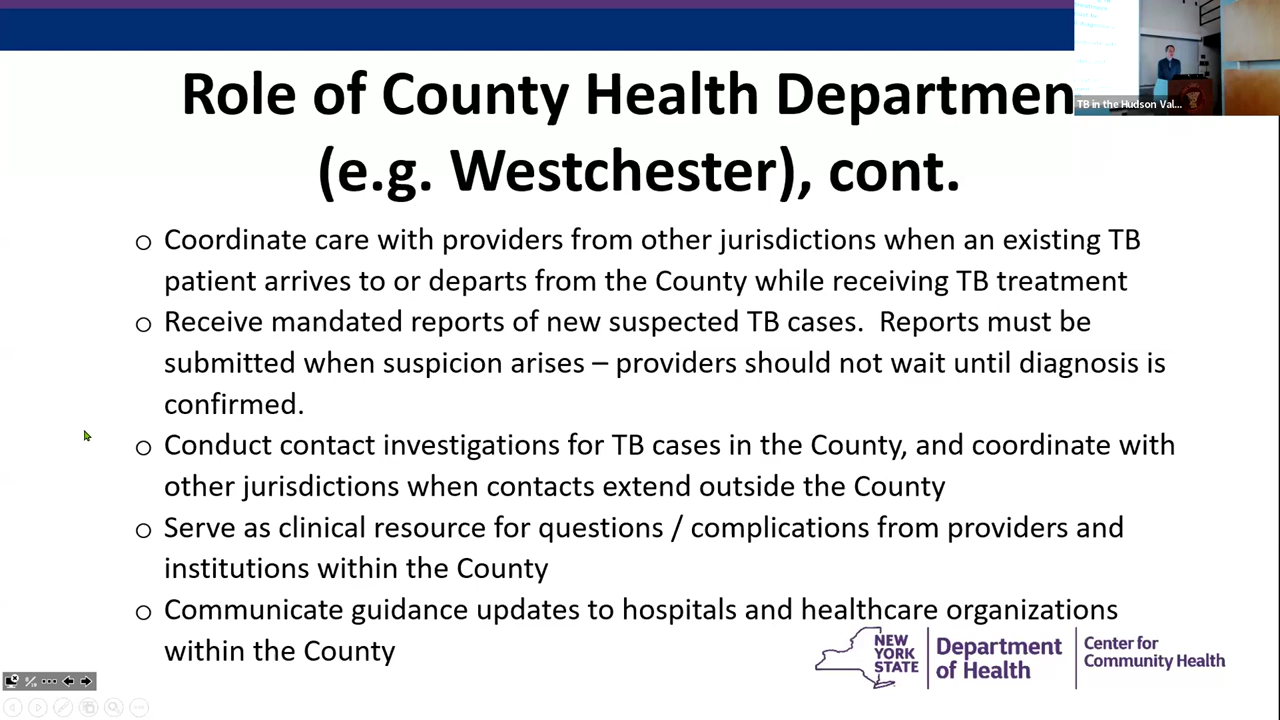 Role of County Health Departmen
(e.g. Westchester), cont.
TB in the Hudson Val...
o Coordinate care with providers from other jurisdictions when an existing TB
patient arrives to or departs from the County while receiving TB treatment
o Receive mandated reports of new suspected TB cases. Reports must be
submitted when suspicion arises – providers should not wait until diagnosis is
confirmed.
o Conduct contact investigations for TB cases in the County, and coordinate with
other jurisdictions when contacts extend outside the County
o Serve as clinical resource for questions / complications from providers and
institutions within the County
o Communicate guidance updates to hospitals and healthcare organizations
within the County
NEW
YORK
STATE
Department
of Health
Center for
Community Health